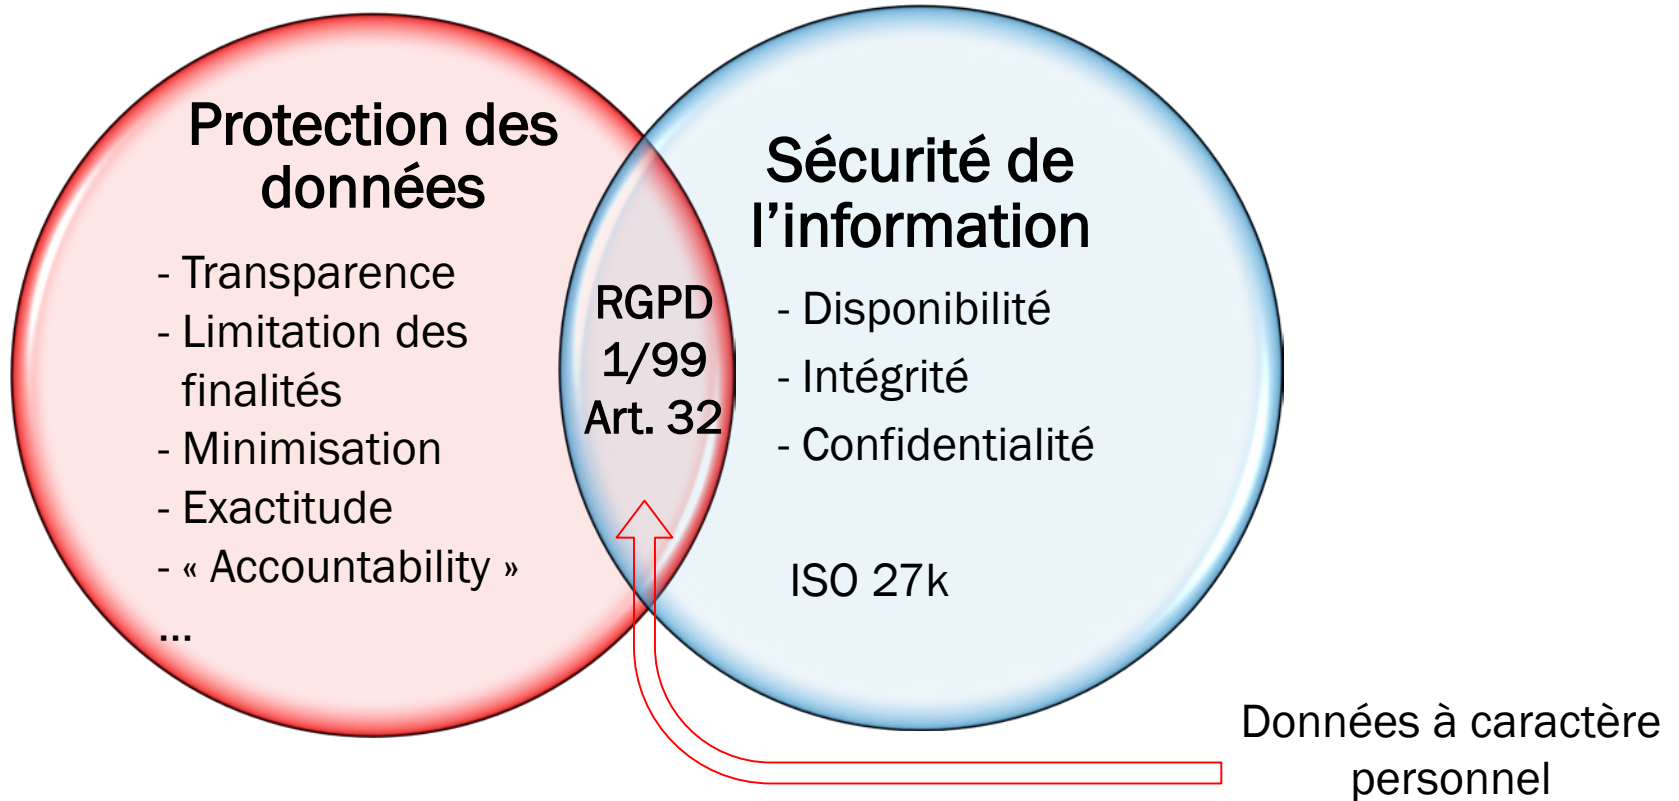 Protection des
données
- Transparence
- Limitation des
finalités
- Minimisation
- Exactitude
- « Accountability »
...
RGPD
1/99
Art. 32
Sécurité de
l’information
- Disponibilité
- Intégrité
- Confidentialité
ISO 27k
Données à caractère
personnel